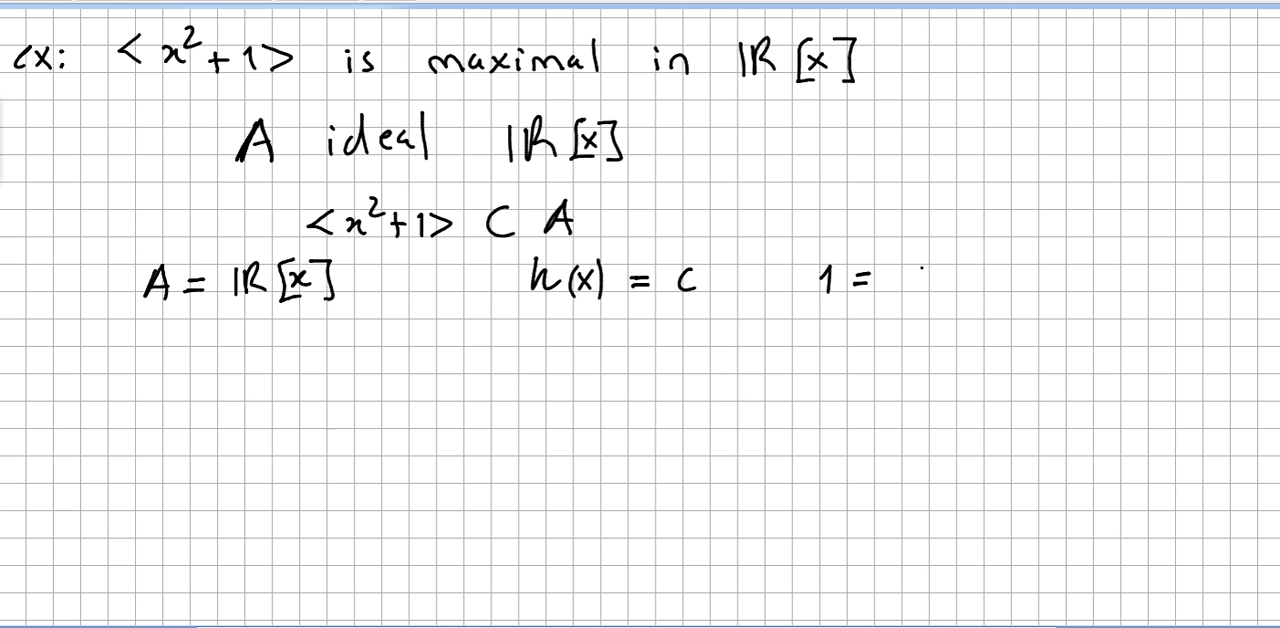 ex: < x² + 1 > is maximal in ℝ [x]
A ideal ℝ [x]
< x² + 1 > ⊂ A
A = ℝ [x] h(x) = c 1 =